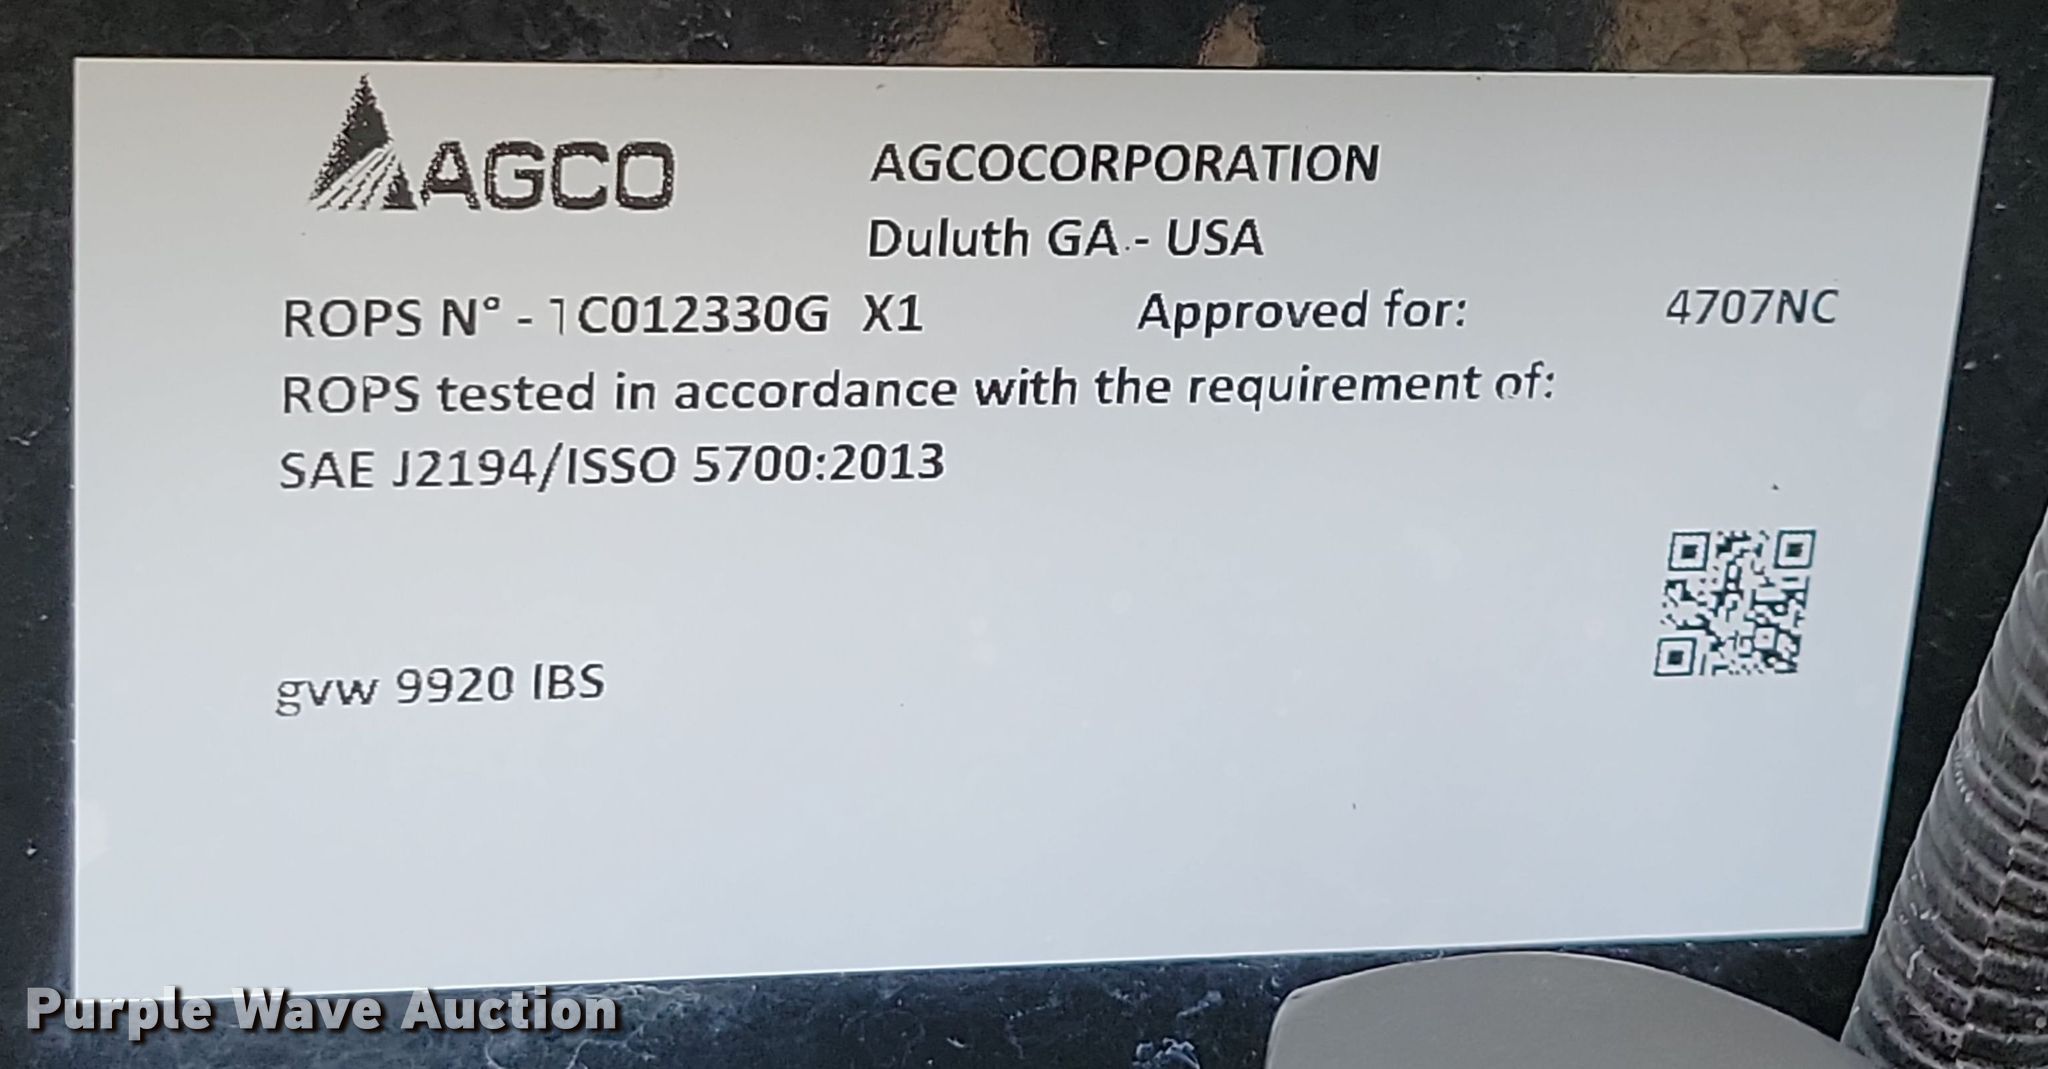 AGCO
AGCOCORPORATION
Duluth GA.- USA
ROPS N° - 1C012330G X1 Approved for: 4707NC
ROPS tested in accordance with the requirement of:
SAE J2194/ISSO 5700:2013
gvw 9920 lBS
Purple Wave Auction